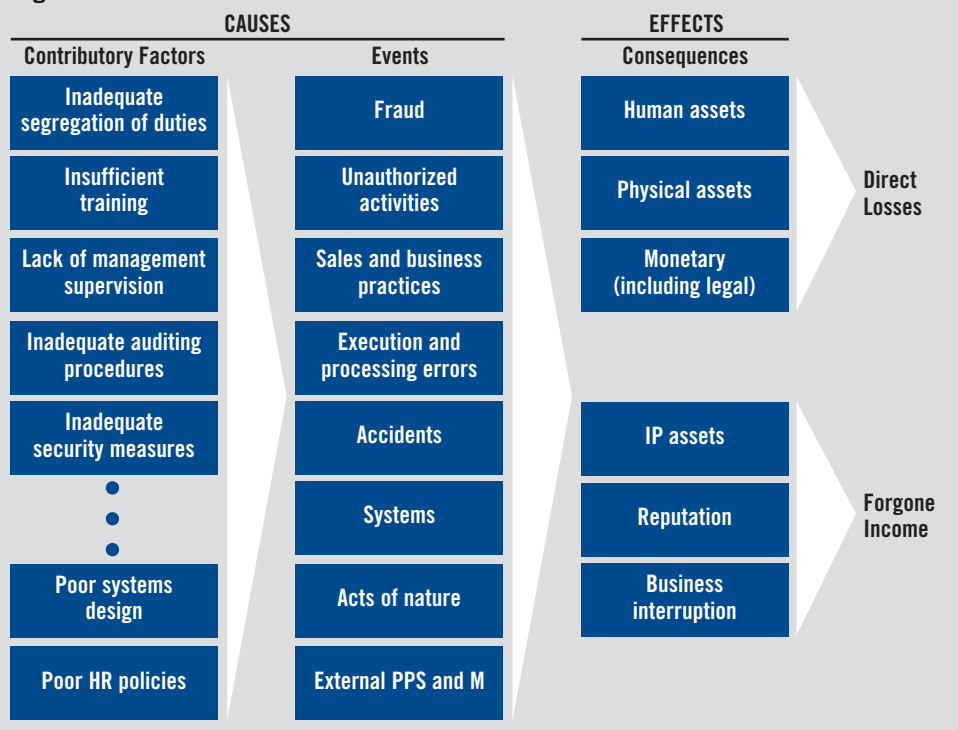 CAUSES
EFFECTS
Contributory Factors
Events
Consequences
Inadequate
segregation of duties
Insufficient
training
Lack of management
supervision
Inadequate auditing
procedures
Inadequate
security measures
Poor systems
design
Poor HR policies
Fraud
Unauthorized
activities
Sales and business
practices
Execution and
processing errors
Accidents
Systems
Acts of nature
External PPS and M
Human assets
Physical assets
Monetary
(including legal)
IP assets
Reputation
Business
interruption
Direct
Losses
Forgone
Income